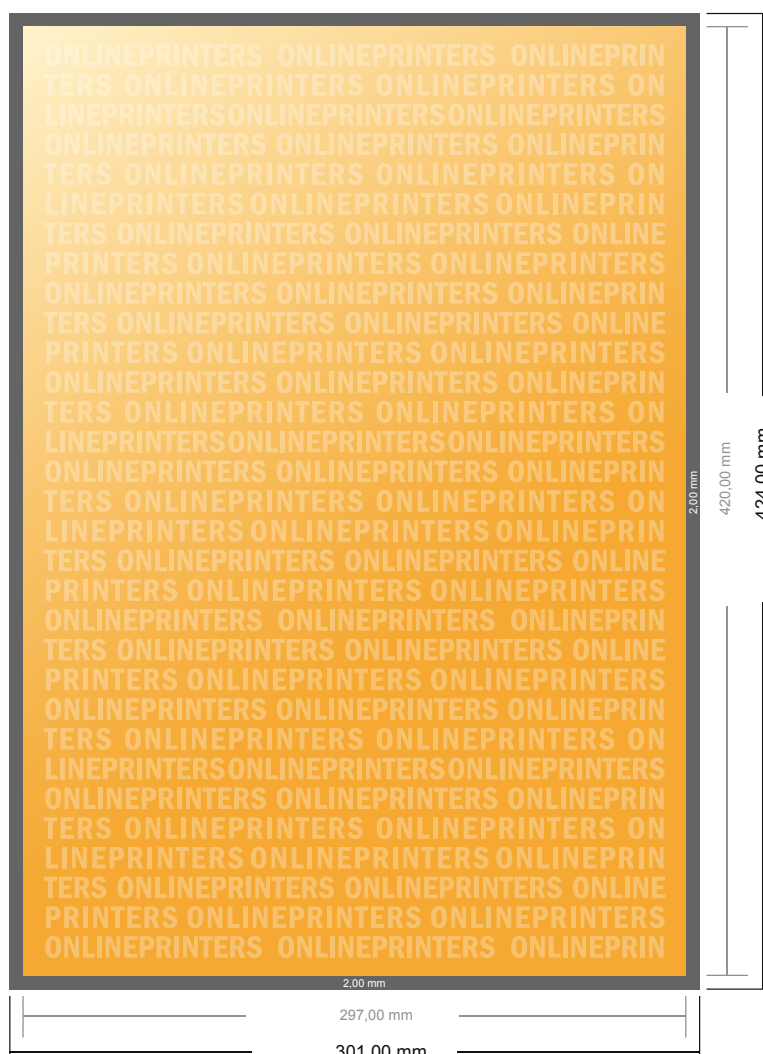 ONLINEPRINTERS ONLINEPRINTERS ONLINEPRIN
TERS ONLINEPRINTERS ONLINEPRINTERS ON
LINEPRINTERSONLINEPRINTERSONLINEPRINTERS
ONLINEPRINTERS ONLINEPRINTERS ONLINEPRIN
TERS ONLINEPRINTERS ONLINEPRINTERS ON
LINEPRINTERS ONLINEPRINTERS ONLINEPRIN
TERS ONLINEPRINTERS ONLINEPRINTERS ONLINE
PRINTERS ONLINEPRINTERS ONLINEPRINTERS
ONLINEPRINTERS ONLINEPRINTERS ONLINEPRIN
TERS ONLINEPRINTERS ONLINEPRINTERS ONLINE
PRINTERS ONLINEPRINTERS ONLINEPRINTERS
ONLINEPRINTERS ONLINEPRINTERS ONLINEPRIN
TERS ONLINEPRINTERS ONLINEPRINTERS ON
LINEPRINTERSONLINEPRINTERSONLINEPRINTERS
ONLINEPRINTERS ONLINEPRINTERS ONLINEPRIN
TERS ONLINEPRINTERS ONLINEPRINTERS ON
LINEPRINTERS ONLINEPRINTERS ONLINEPRIN
TERS ONLINEPRINTERS ONLINEPRINTERS ONLINE
PRINTERS ONLINEPRINTERS ONLINEPRINTERS
ONLINEPRINTERS ONLINEPRINTERS ONLINEPRIN
TERS ONLINEPRINTERS ONLINEPRINTERS ONLINE
PRINTERS ONLINEPRINTERS ONLINEPRINTERS
ONLINEPRINTERS ONLINEPRINTERS ONLINEPRIN
TERS ONLINEPRINTERS ONLINEPRINTERS ON
LINEPRINTERSONLINEPRINTERSONLINEPRINTERS
ONLINEPRINTERS ONLINEPRINTERS ONLINEPRIN
TERS ONLINEPRINTERS ONLINEPRINTERS ON
LINEPRINTERS ONLINEPRINTERS ONLINEPRIN
TERS ONLINEPRINTERS ONLINEPRINTERS ONLINE
PRINTERS ONLINEPRINTERS ONLINEPRINTERS
ONLINEPRINTERS ONLINEPRINTERS ONLINEPRIN
2,00 mm
420,00 mm
424,00 mm
2,00 mm
297,00 mm
301,00 mm